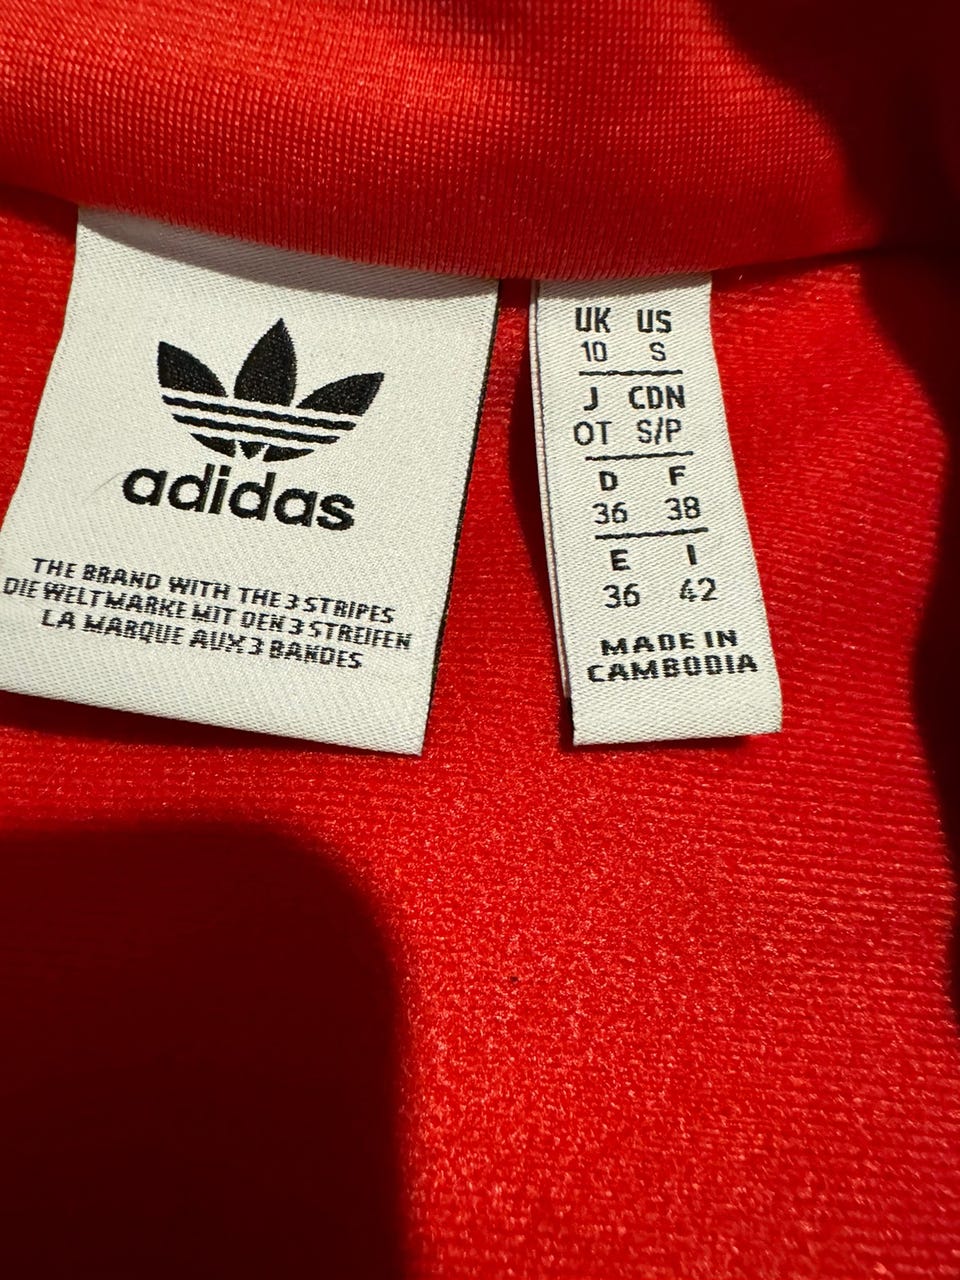 adidas
THE BRAND WITH THE 3 STRIPES
DIE WELTMARKE MIT DEN 3 STREIFEN
LA MARQUE AUX 3 BANDES
UK US
10 S
J CDN
OT S/P
D F
36 38
E I
36 42
MADE IN
CAMBODIA